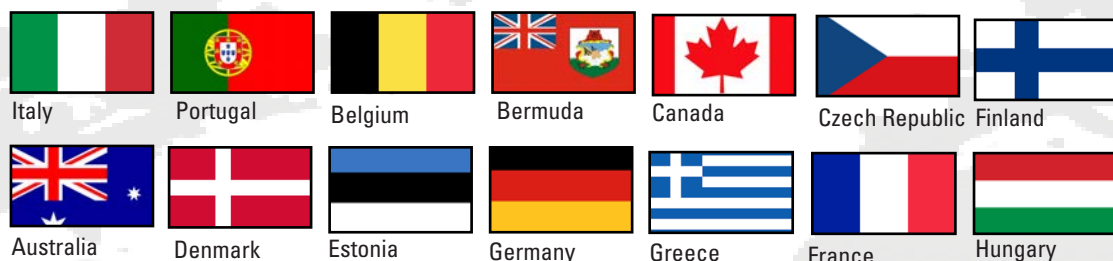 Italy
Portugal
Belgium
Bermuda
Canada
Czech Republic
Finland
Australia
Denmark
Estonia
Germany
Greece
France
Hungary